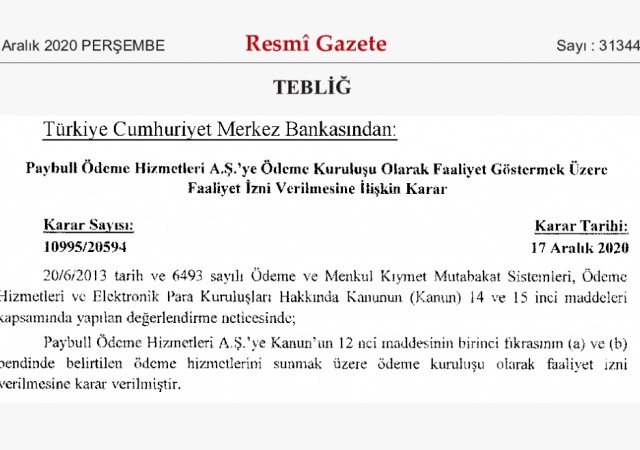 Aralık 2020 PERŞEMBE Resmî Gazete Sayı : 31344
TEBLİĞ
Türkiye Cumhuriyet Merkez Bankasından:
Paybull Ödeme Hizmetleri A.Ş.'ye Ödeme Kuruluşu Olarak Faaliyet Göstermek Üzere
Faaliyet İzni Verilmesine İlişkin Karar
Karar Sayısı: Karar Tarihi:
10995/20594 17 Aralık 2020
20/6/2013 tarih ve 6493 sayılı Ödeme ve Menkul Kıymet Mutabakat Sistemleri, Ödeme
Hizmetleri ve Elektronik Para Kuruluşları Hakkında Kanunun (Kanun) 14 ve 15 inci maddeleri
kapsamında yapılan değerlendirme neticesinde;
Paybull Ödeme Hizmetleri A.Ş.'ye Kanun'un 12 nci maddesinin birinci fıkrasının (a) ve (b)
bendinde belirtilen ödeme hizmetlerini sunmak üzere ödeme kuruluşu olarak faaliyet izni
verilmesine karar verilmiştir.